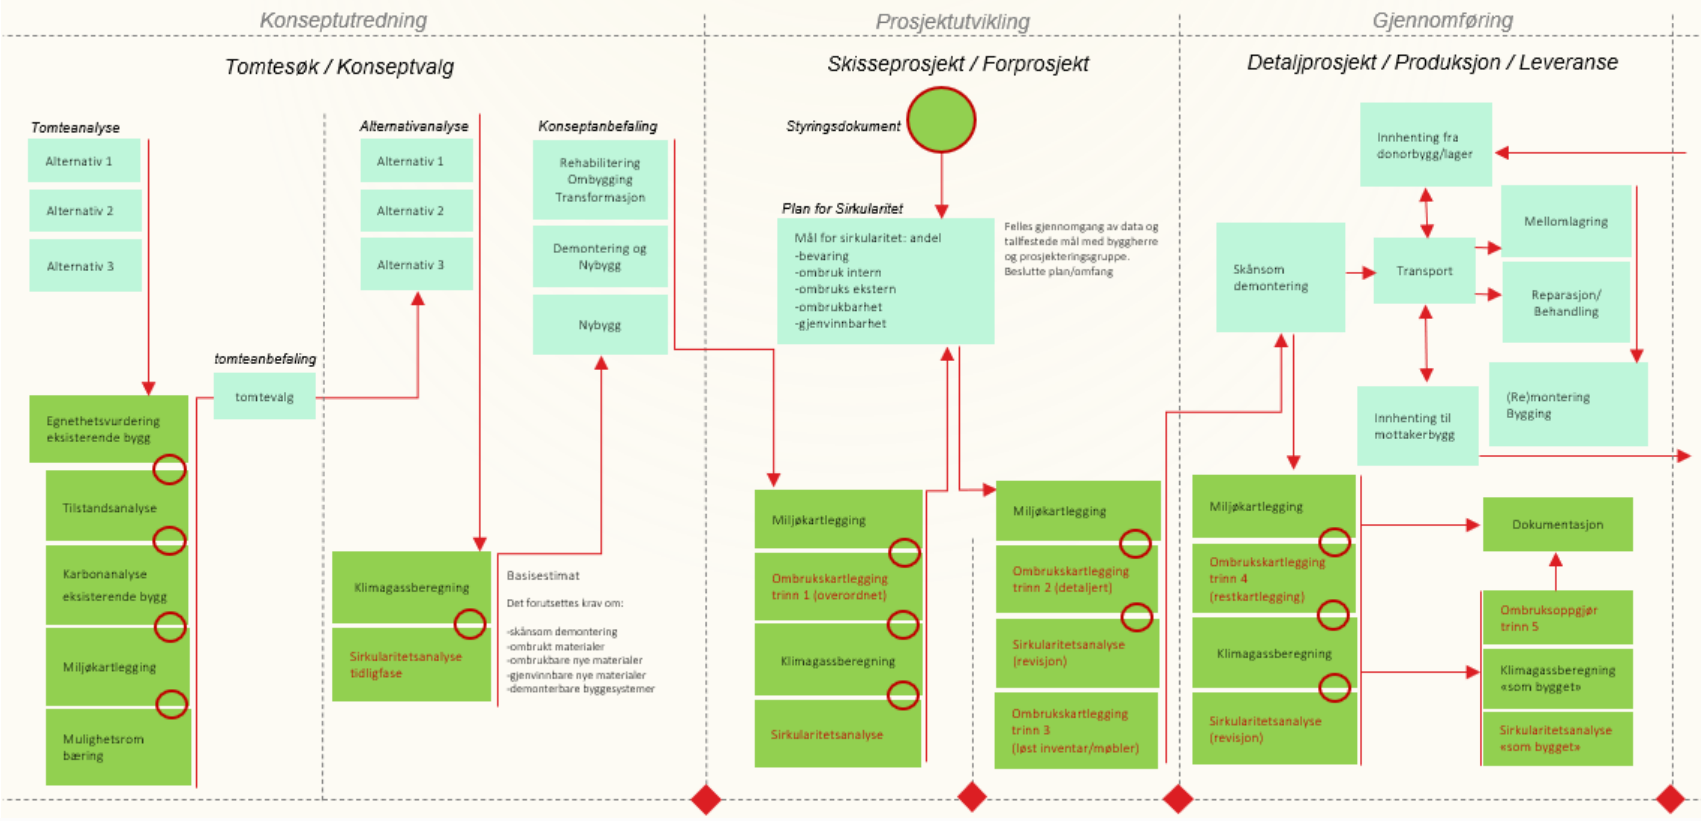 Konseptutredning
Prosjektutvikling
Gjennomføring
Tomtesøk / Konseptvalg
Skisseprosjekt / Forprosjekt
Detaljprosjekt / Produksjon / Leveranse
Tomteanalyse
Alternativ 1
Alternativ 2
Alternativ 3
Egnethetsvurdering
eksisterende bygg
Tilstandsanalyse
Karbonanalyse
eksisterende bygg
Miljøkartlegging
Mulighetsrom
bæring
tomteanbefaling
tomtevalg
Alternativanalyse
Alternativ 1
Alternativ 2
Alternativ 3
Klimagassberegning
Sirkularitetsanalyse
tidligfase
Konseptanbefaling
Rehabilitering
Ombygging
Transformasjon
Demontering og
Nybygg
Nybygg
Basisestimat
Det forutsettes krav om:
-skånsom demontering
-ombrukt materialer
-ombrukbare nye materialer
-gjenvinnbare nye materialer
-demonterbare byggesystemer
Styringsdokument
Plan for Sirkularitet
Mål for sirkularitet: andel
-bevaring
-ombruk intern
-ombruks ekstern
-ombrukbarhet
-gjenvinnbarhet
Felles gjennomgang av data og
tallfestede mål med byggherre
og prosjekteringsgruppe.
Beslutte plan/omfang
Miljøkartlegging
Ombrukskartlegging
trinn 1 (overordnet)
Klimagassberegning
Sirkularitetsanalyse
Miljøkartlegging
Ombrukskartlegging
trinn 2 (detaljert)
Sirkularitetsanalyse
(revisjon)
Ombrukskartlegging
trinn 3
(løst inventar/møbler)
Innhenting fra
donorbygg/lager
Skånsom
demontering
Transport
Mellomlagring
Reparasjon/
Behandling
Innhenting til
mottakerbygg
(Re)montering
Bygging
Miljøkartlegging
Ombrukskartlegging
trinn 4
(restkartlegging)
Klimagassberegning
Sirkularitetsanalyse
(revisjon)
Dokumentasjon
Ombruksoppgjør
trinn 5
Klimagassberegning
«som bygget»
Sirkularitetsanalyse
«som bygget»